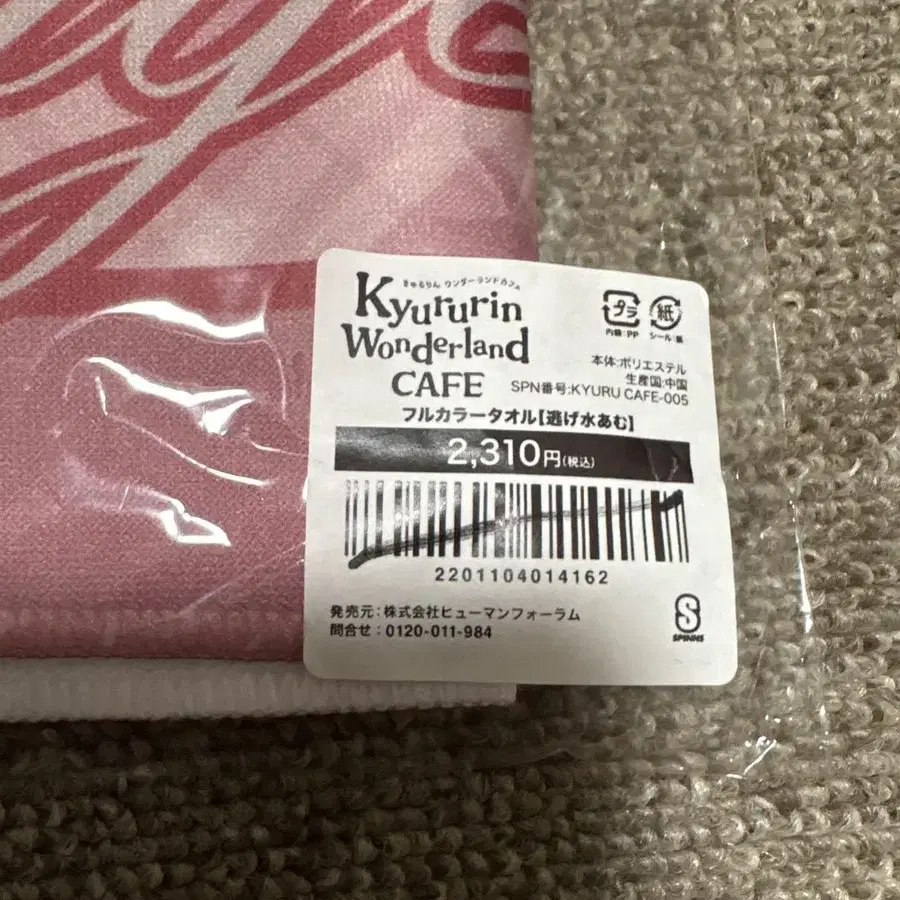 きゅるりん ワンダーランドカフェ
Kyururin
Wonderland
CAFE
プラ
内袋:PP
紙
シール:紙
本体:ポリエステル
生産国:中国
SPN番号:KYURU CAFE-005
フルカラータオル【逃げ水あむ】
2,310円(税込)
2201104014162
発売元:株式会社ヒューマンフォーラム
問合せ:0120-011-984
S
SPINNS